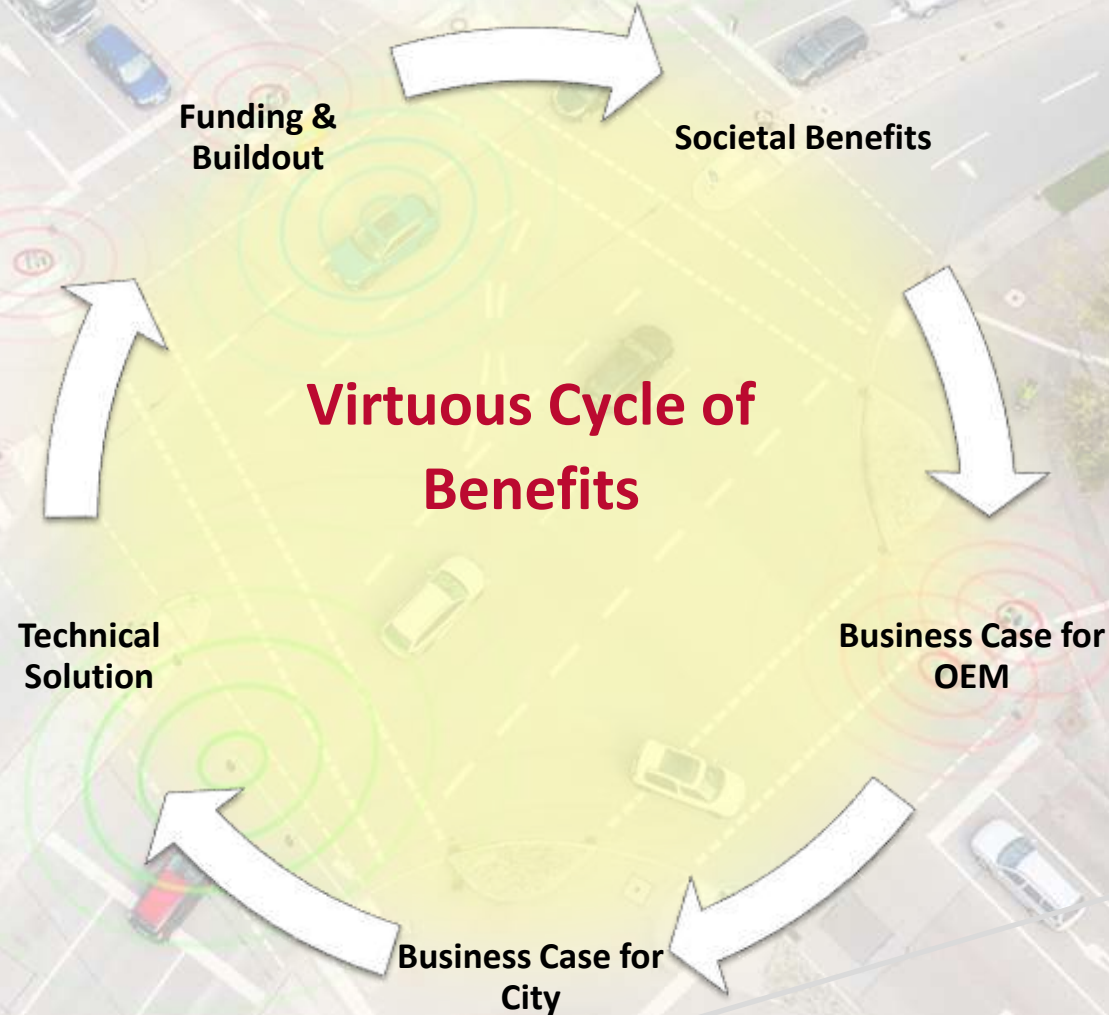 Funding &
Buildout
Societal Benefits
Virtuous Cycle of
Benefits
Technical
Solution
Business Case for
OEM
Business Case for
City